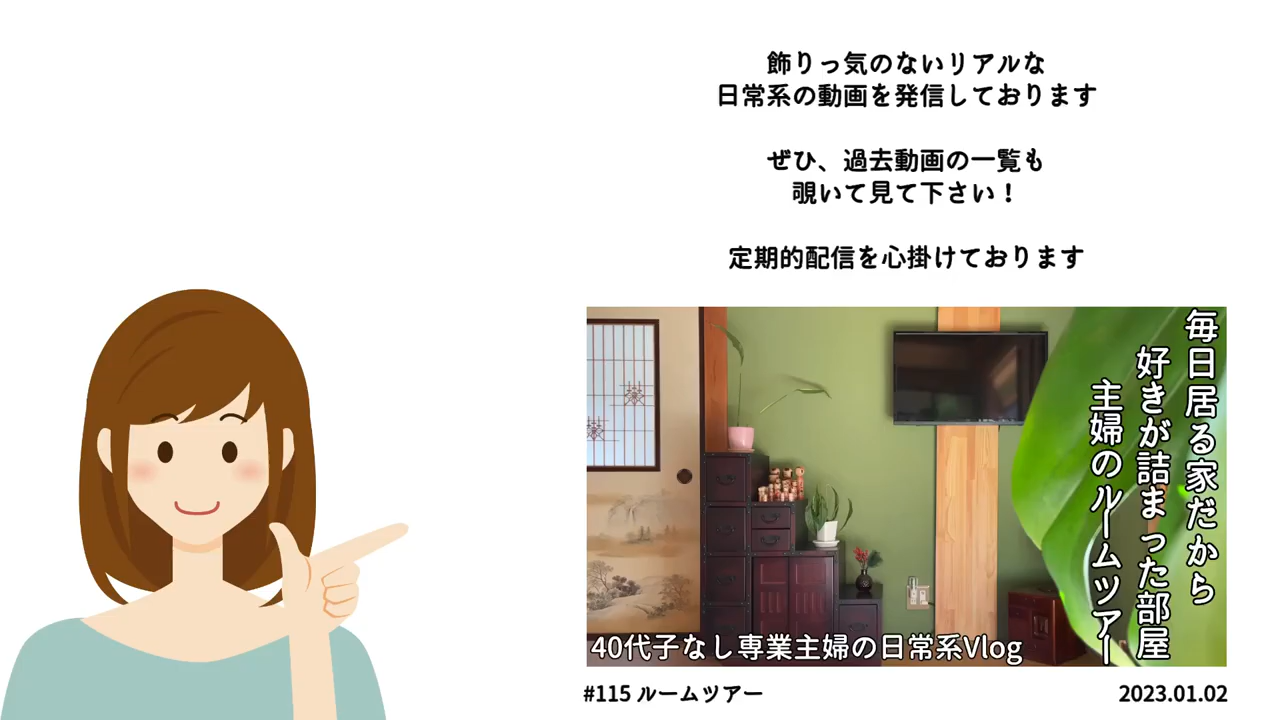 飾りっ気のないリアルな
日常系の動画を発信しております
ぜひ、過去動画の一覧も
覗いて見て下さい！
定期的配信を心掛けております
毎日居る家だから
好きが詰まった部屋
主婦のルームツアー
40代子なし専業主婦の日常系Vlog
#115 ルームツアー
2023.01.02